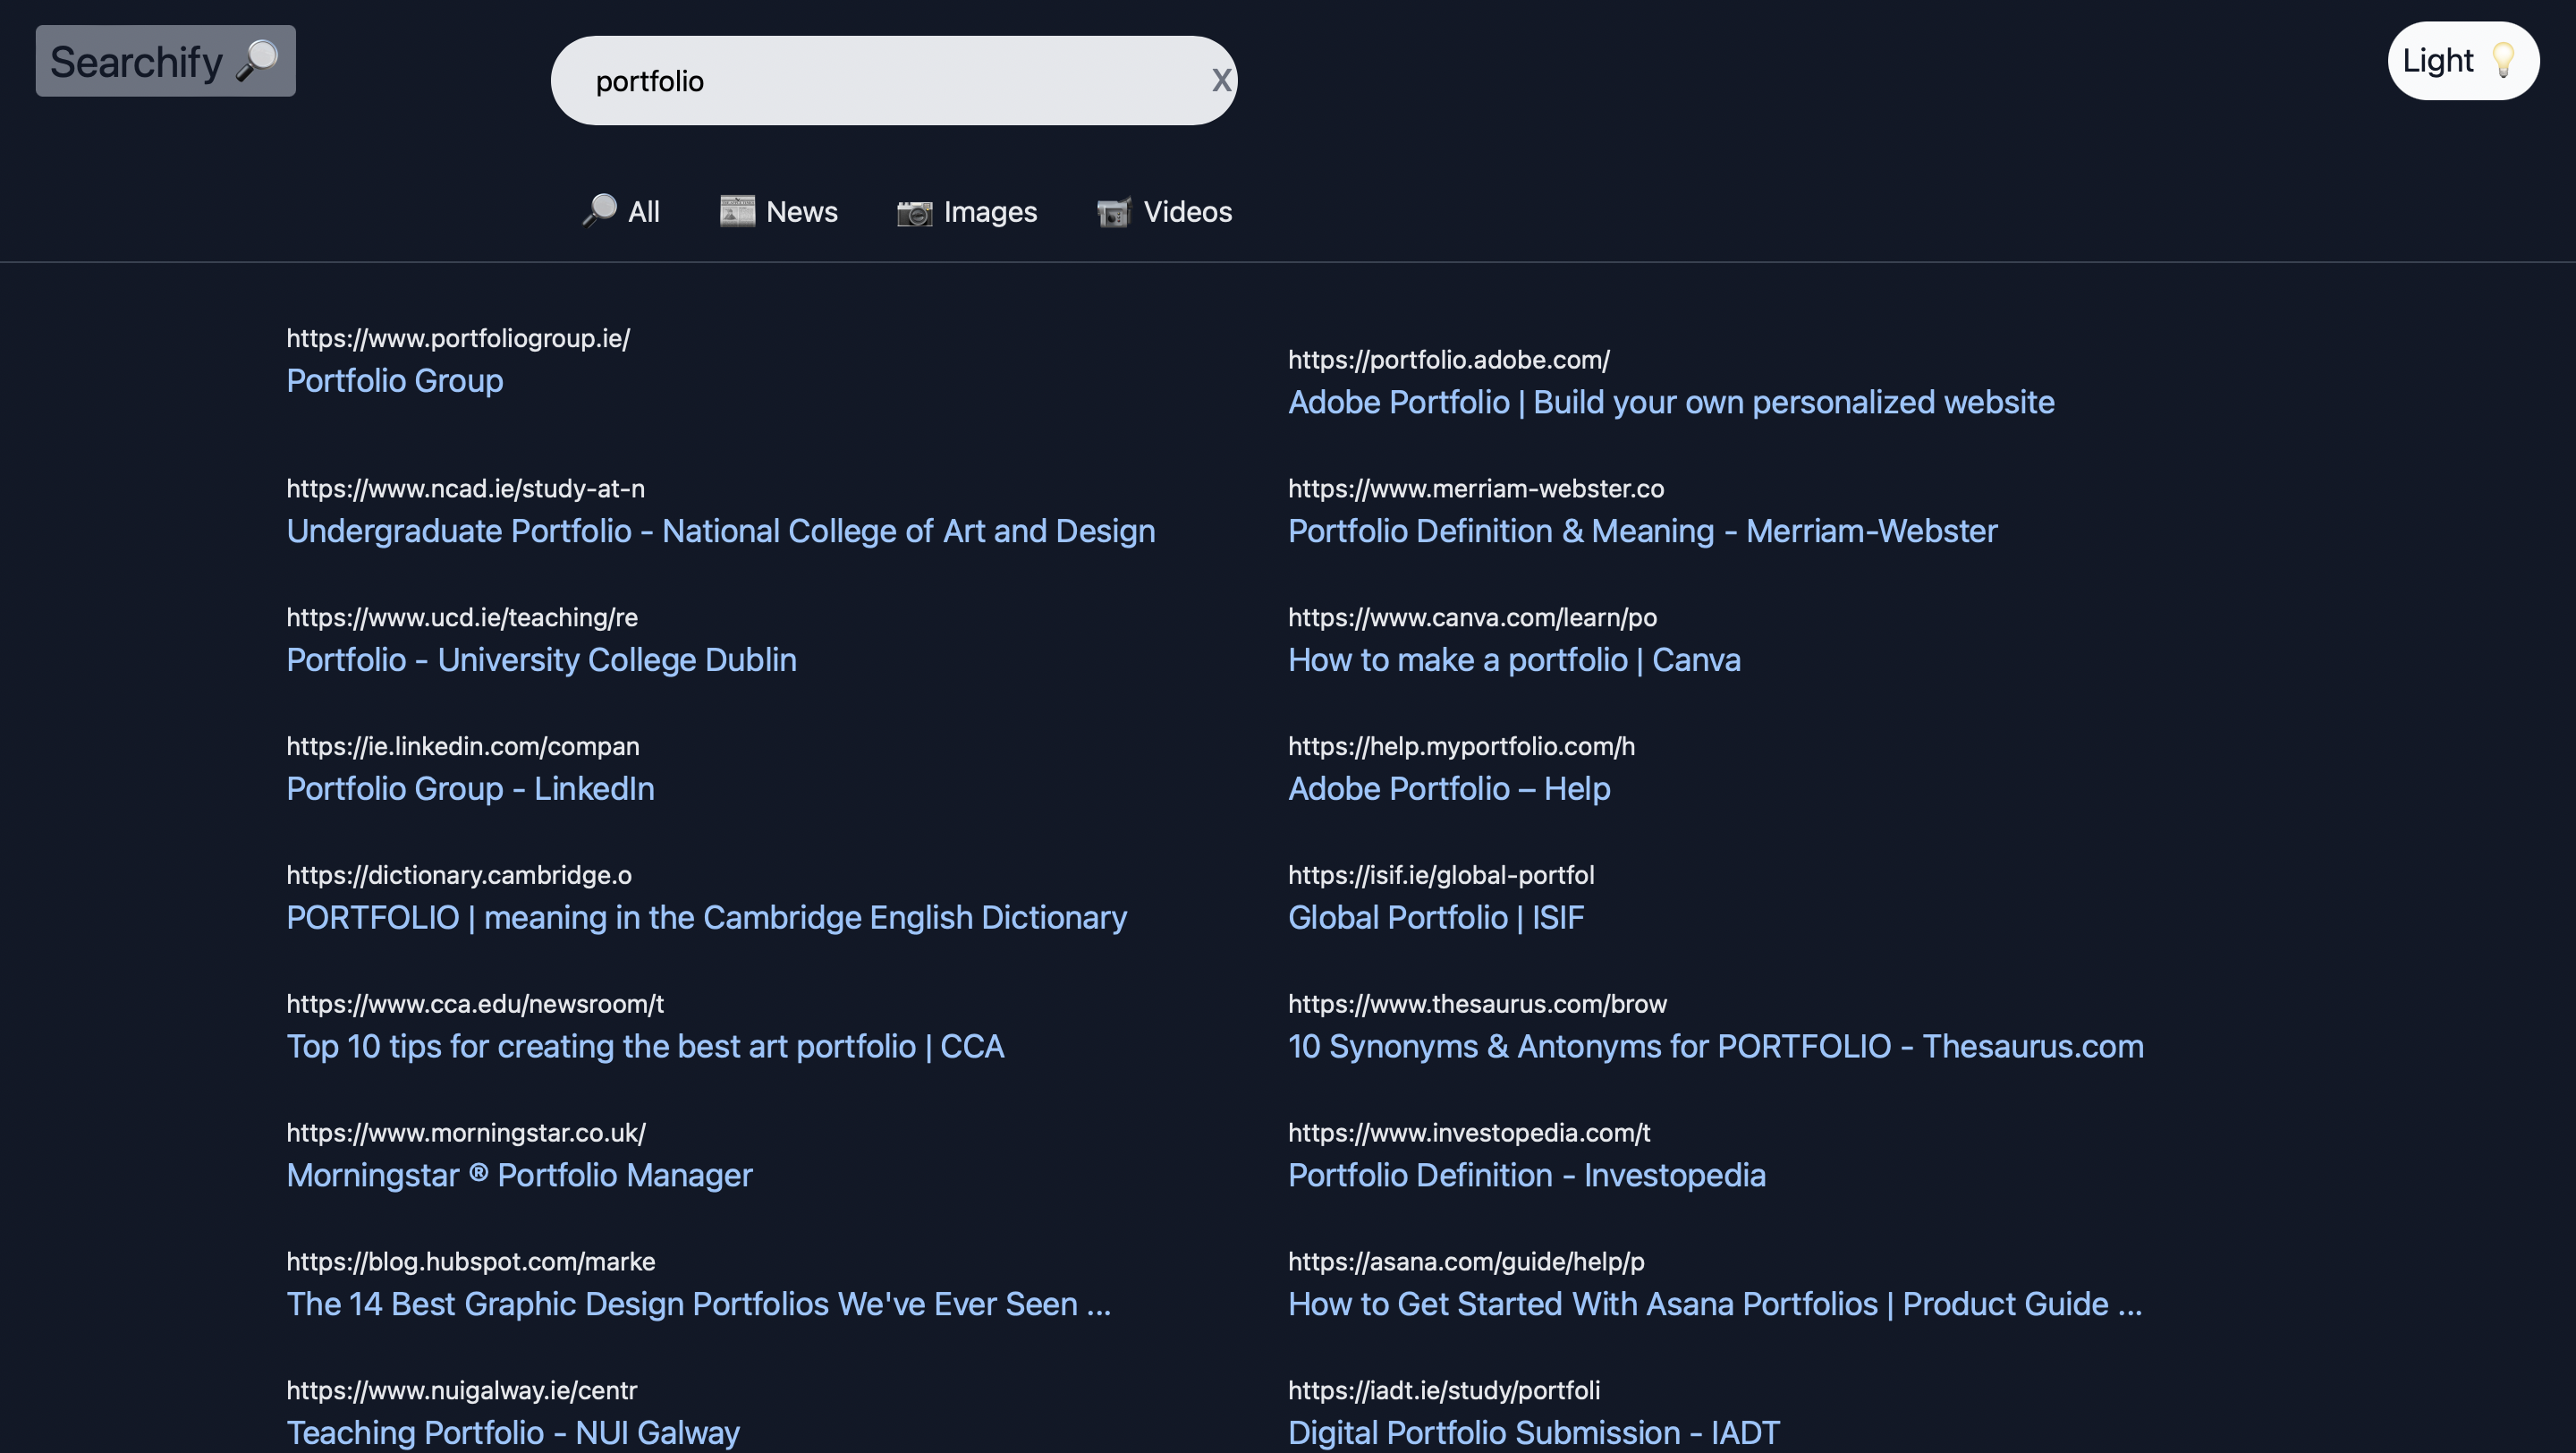 Searchify
portfolio
X
Light
All
News
Images
Videos
https://www.portfoliogroup.ie/
Portfolio Group
https://portfolio.adobe.com/
Adobe Portfolio | Build your own personalized website
https://www.ncad.ie/study-at-n
Undergraduate Portfolio - National College of Art and Design
https://www.merriam-webster.co
Portfolio Definition & Meaning - Merriam-Webster
https://www.ucd.ie/teaching/re
Portfolio - University College Dublin
https://www.canva.com/learn/po
How to make a portfolio | Canva
https://ie.linkedin.com/compan
Portfolio Group - LinkedIn
https://help.myportfolio.com/h
Adobe Portfolio – Help
https://dictionary.cambridge.o
PORTFOLIO | meaning in the Cambridge English Dictionary
https://isif.ie/global-portfol
Global Portfolio | ISIF
https://www.cca.edu/newsroom/t
Top 10 tips for creating the best art portfolio | CCA
https://www.thesaurus.com/brow
10 Synonyms & Antonyms for PORTFOLIO - Thesaurus.com
https://www.morningstar.co.uk/
Morningstar ® Portfolio Manager
https://www.investopedia.com/t
Portfolio Definition - Investopedia
https://blog.hubspot.com/marke
The 14 Best Graphic Design Portfolios We've Ever Seen ...
https://asana.com/guide/help/p
How to Get Started With Asana Portfolios | Product Guide ...
https://www.nuigalway.ie/centr
Teaching Portfolio - NUI Galway
https://iadt.ie/study/portfoli
Digital Portfolio Submission - IADT